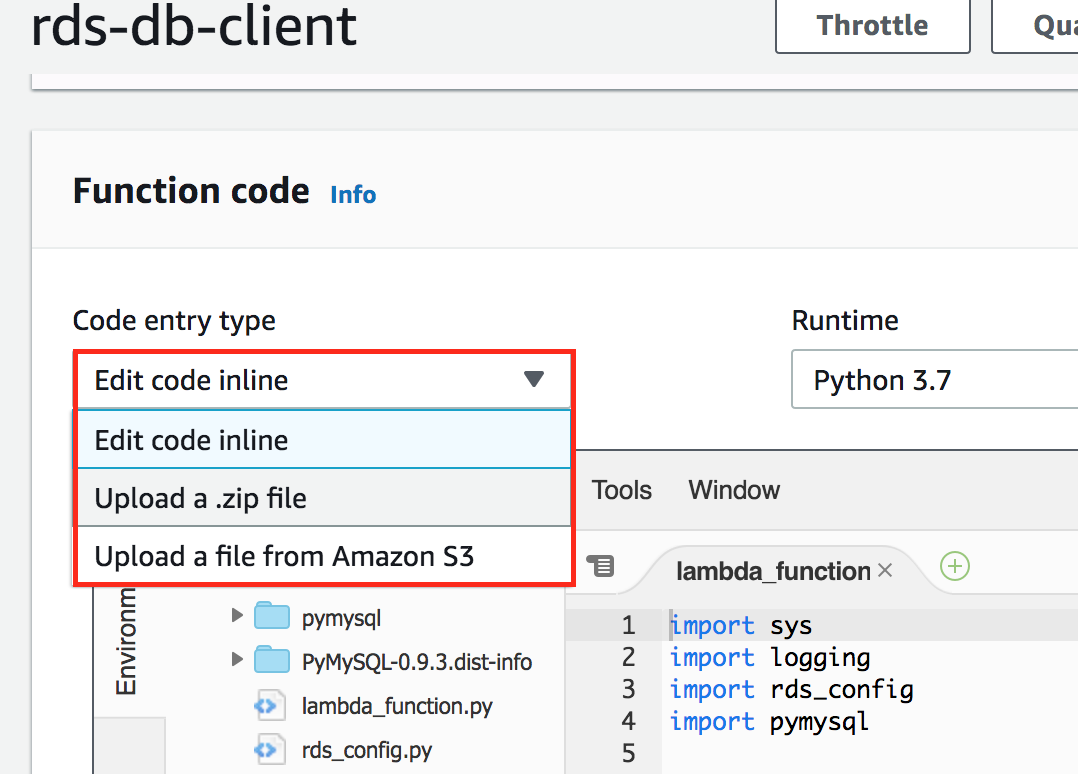 rds-db-client
Throttle
Qua
Function code Info
Code entry type
Runtime
Edit code inline
Python 3.7
Edit code inline
Upload a .zip file
Upload a file from Amazon S3
Tools Window
lambda_function
Environm
pymysql
PyMySQL-0.9.3.dist-info
lambda_function.py
rds_config.py
1 import sys
2 import logging
3 import rds_config
4 import pymysql
5